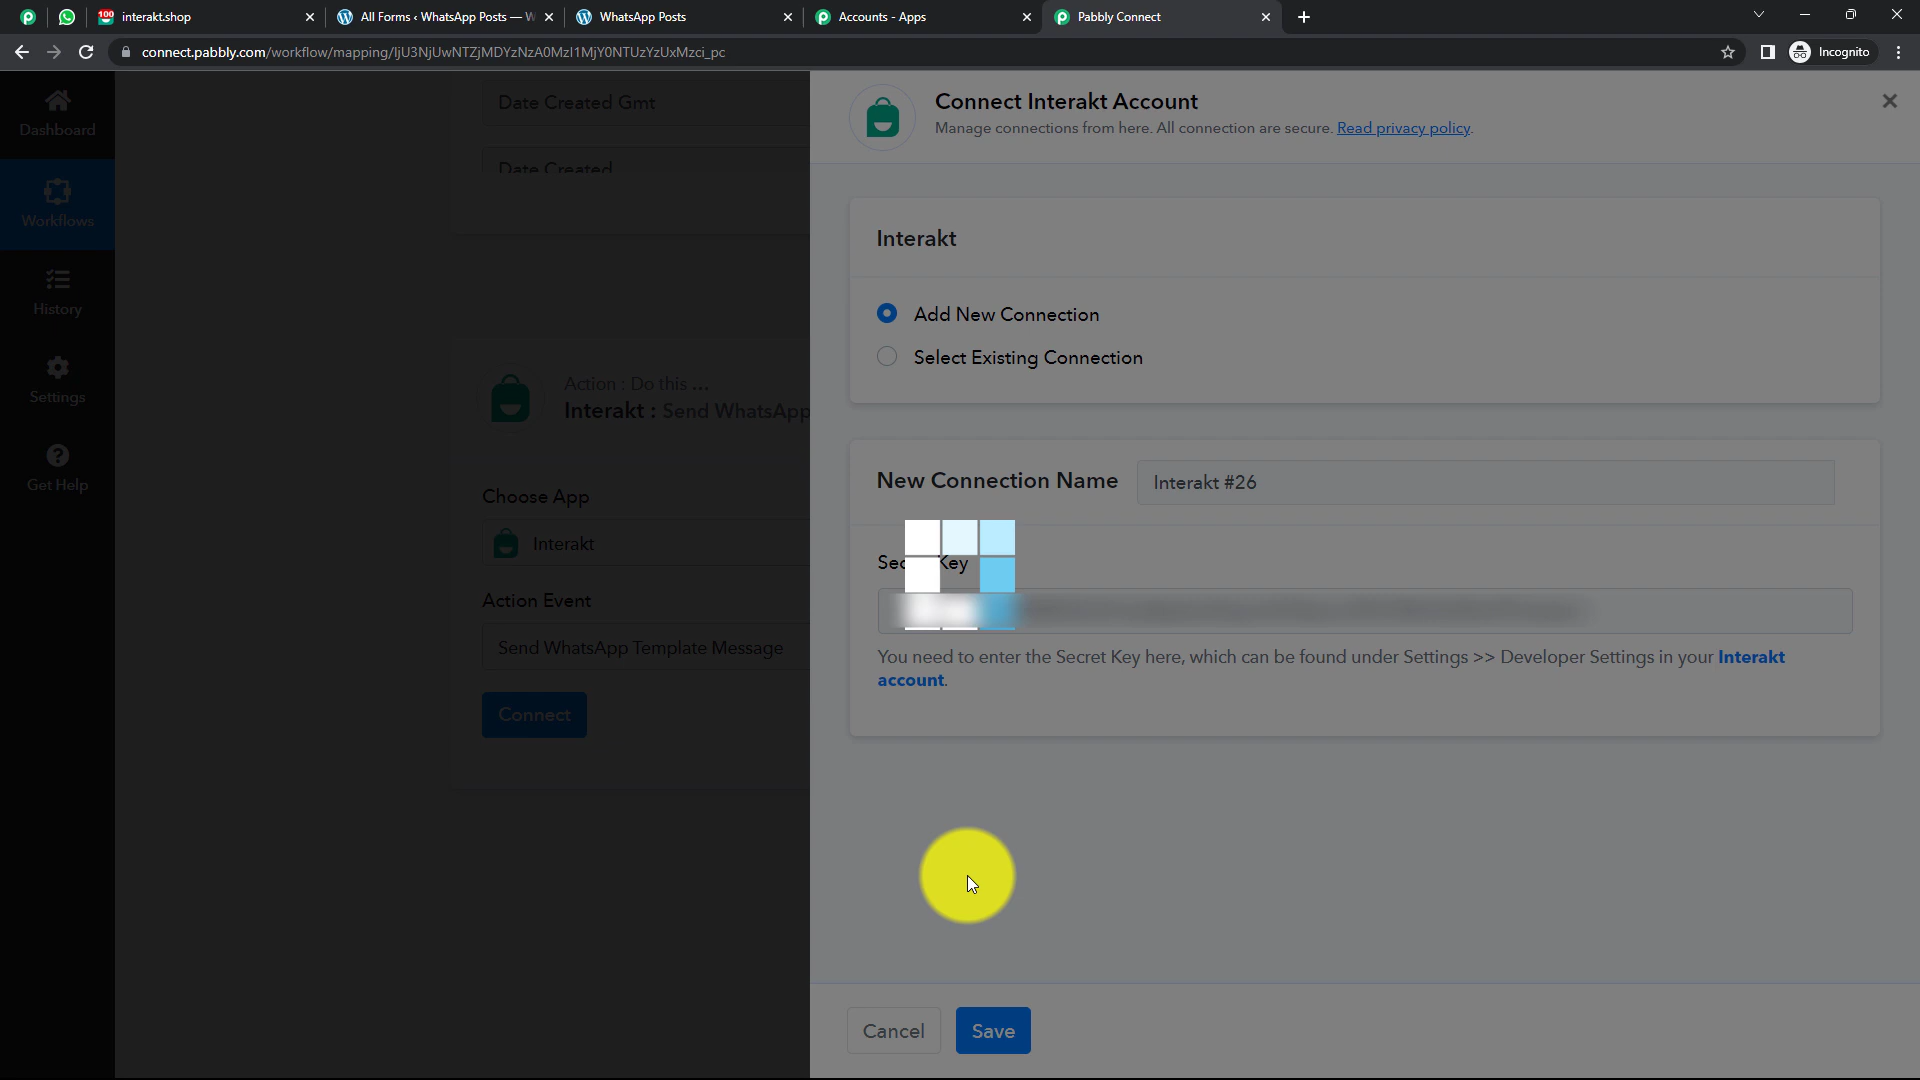 100
interakt.shop
All Forms ‹ WhatsApp Posts — W
WhatsApp Posts
Accounts - Apps
Pabbly Connect
connect.pabbly.com/workflow/mapping/IjU3NjUwNTZjMDYzNzA0MzI1MjY0NTUzYzUxMzci_pc
Incognito
Dashboard
Workflows
History
Settings
Get Help
Date Created Gmt
Date Created
Action : Do this ...
Interakt : Send WhatsApp
Choose App
Interakt
Action Event
Send WhatsApp Template Message
Connect
Connect Interakt Account
Manage connections from here. All connection are secure. Read privacy policy.
Interakt
Add New Connection
Select Existing Connection
New Connection Name
Interakt #26
Key
You need to enter the Secret Key here, which can be found under Settings >> Developer Settings in your Interakt
account.
Cancel
Save